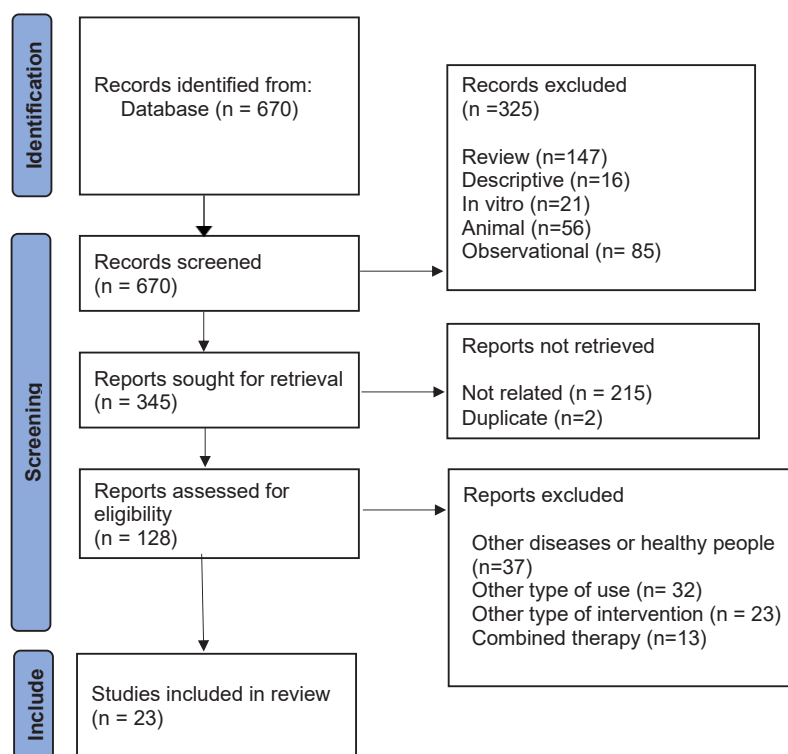 Identification
Records identified from:
Database (n = 670)
Records excluded
(n =325)
Review (n=147)
Descriptive (n=16)
In vitro (n=21)
Animal (n=56)
Observational (n= 85)
Screening
Records screened
(n = 670)
Reports sought for retrieval
(n = 345)
Reports not retrieved
Not related (n = 215)
Duplicate (n=2)
Reports assessed for
eligibility
(n = 128)
Reports excluded
Other diseases or healthy people
(n=37)
Other type of use (n= 32)
Other type of intervention (n = 23)
Combined therapy (n=13)
Include
Studies included in review
(n = 23)